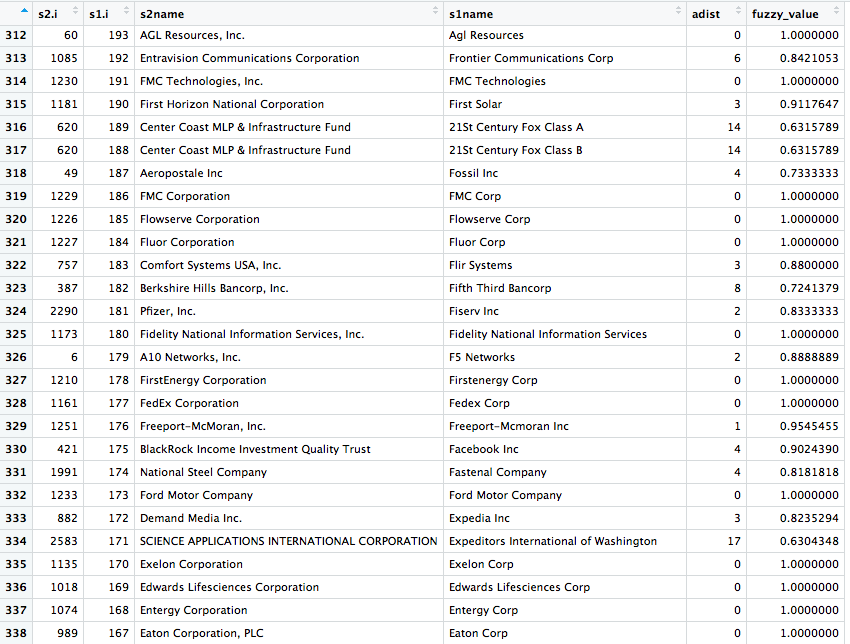 s2.i s1.i s2name s1name adist fuzzy_value
312 60 193 AGL Resources, Inc. Agl Resources 0 1.0000000
313 1085 192 Entravision Communications Corporation Frontier Communications Corp 6 0.8421053
314 1230 191 FMC Technologies, Inc. FMC Technologies 0 1.0000000
315 1181 190 First Horizon National Corporation First Solar 3 0.9117647
316 620 189 Center Coast MLP & Infrastructure Fund 21St Century Fox Class A 14 0.6315789
317 620 188 Center Coast MLP & Infrastructure Fund 21St Century Fox Class B 14 0.6315789
318 49 187 Aeropostale Inc Fossil Inc 4 0.7333333
319 1229 186 FMC Corporation FMC Corp 0 1.0000000
320 1226 185 Flowserve Corporation Flowserve Corp 0 1.0000000
321 1227 184 Fluor Corporation Fluor Corp 0 1.0000000
322 757 183 Comfort Systems USA, Inc. Flir Systems 3 0.8800000
323 387 182 Berkshire Hills Bancorp, Inc. Fifth Third Bancorp 8 0.7241379
324 2290 181 Pfizer, Inc. Fiserv Inc 2 0.8333333
325 1173 180 Fidelity National Information Services, Inc. Fidelity National Information Services 0 1.0000000
326 6 179 A10 Networks, Inc. F5 Networks 2 0.8888889
327 1210 178 FirstEnergy Corporation Firstenergy Corp 0 1.0000000
328 1161 177 FedEx Corporation Fedex Corp 0 1.0000000
329 1251 176 Freeport-McMoran, Inc. Freeport-Mcmoran Inc 1 0.9545455
330 421 175 BlackRock Income Investment Quality Trust Facebook Inc 4 0.9024390
331 1991 174 National Steel Company Fastenal Company 4 0.8181818
332 1233 173 Ford Motor Company Ford Motor Company 0 1.0000000
333 882 172 Demand Media Inc. Expedia Inc 3 0.8235294
334 2583 171 SCIENCE APPLICATIONS INTERNATIONAL CORPORATION Expeditors International of Washington 17 0.6304348
335 1135 170 Exelon Corporation Exelon Corp 0 1.0000000
336 1018 169 Edwards Lifesciences Corporation Edwards Lifesciences Corp 0 1.0000000
337 1074 168 Entergy Corporation Entergy Corp 0 1.0000000
338 989 167 Eaton Corporation, PLC Eaton Corp 0 1.0000000